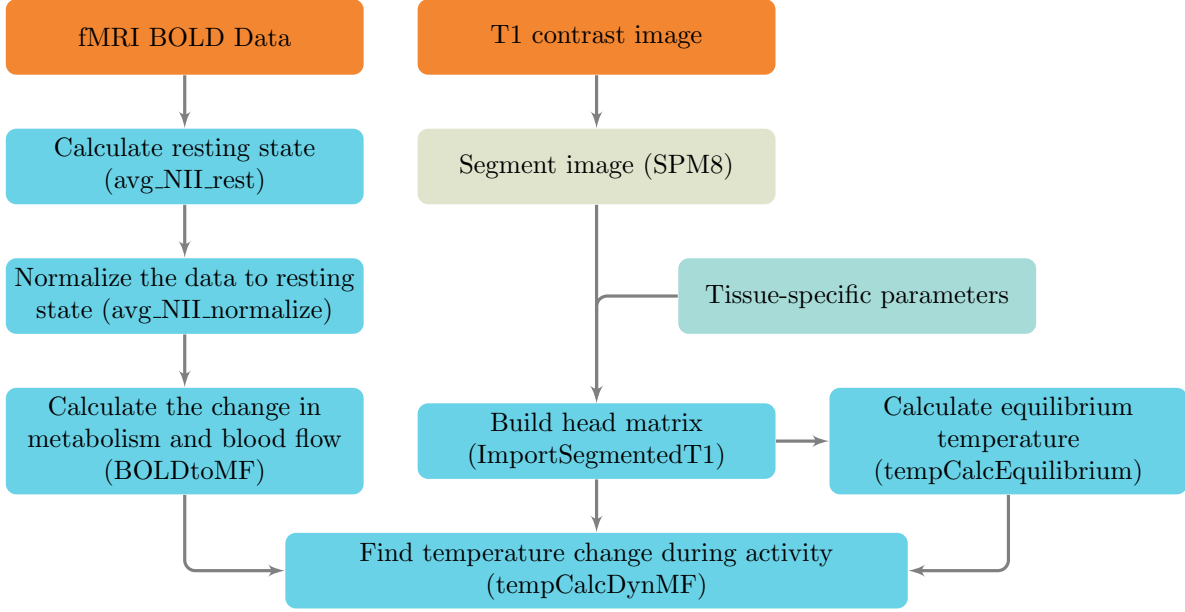 fMRI BOLD Data
T1 contrast image
Calculate resting state
(avg_NII_rest)
Segment image (SPM8)
Normalize the data to resting
state (avg_NII_normalize)
Tissue-specific parameters
Calculate the change in
metabolism and blood flow
(BOLDtoMF)
Build head matrix
(ImportSegmentedT1)
Calculate equilibrium
temperature
(tempCalcEquilibrium)
Find temperature change during activity
(tempCalcDynMF)